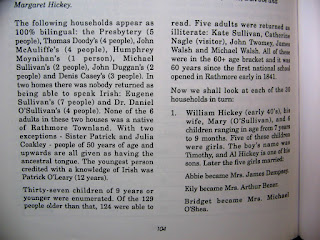 Margaret Hickey.
The following households appear as
100% bilingual: the Presbytery (5
people), Thomas Doody's (4 people), John
McAuliffe's (4 people), Humphrey
Moynihan's (1 person), Michael
Sullivan's (2 people), John Duggan's (2
people) and Denis Casey's (3 people). In
two homes there was nobody returned as
being able to speak Irish: Eugene
Sullivan's (7 people) and Dr. Daniel
O'Sullivan's (4 people). None of the 6
adults in these two houses was a native
of Rathmore Townland. With two
exceptions - Sister Patrick and Julia
Coakley - people of 50 years of age and
upwards are all given as having the
ancestral tongue. The youngest person
credited with a knowledge of Irish was
Patrick O'Leary (12 years).
Thirty-seven children of 9 years or
younger were enumerated. Of the 129
people older than that, 124 were able to
read. Five adults were returned as
illiterate: Kate Sullivan, Catherine
Nagle (visitor), John Twomey, James
Walsh and Michael Walsh. All of these
were in the 60+ age bracket and it was
60 years since the first national school
opened in Rathmore early in 1841.
Now we shall look at each of the 30
households in turn:
1. William Hickey (early 40's), his
wife, Mary (O'Sullivan), and 6
children ranging in age from 7 years
to 9 months. Five of these children
were girls. The boy's name was
Timothy, and Al Hickey is one of his
sons. Later the five girls married:
Abbie became Mrs. James Dempsey.
Eily became Mrs. Arthur Benner.
Bridget become Mrs. Michael
O'Shea.
104